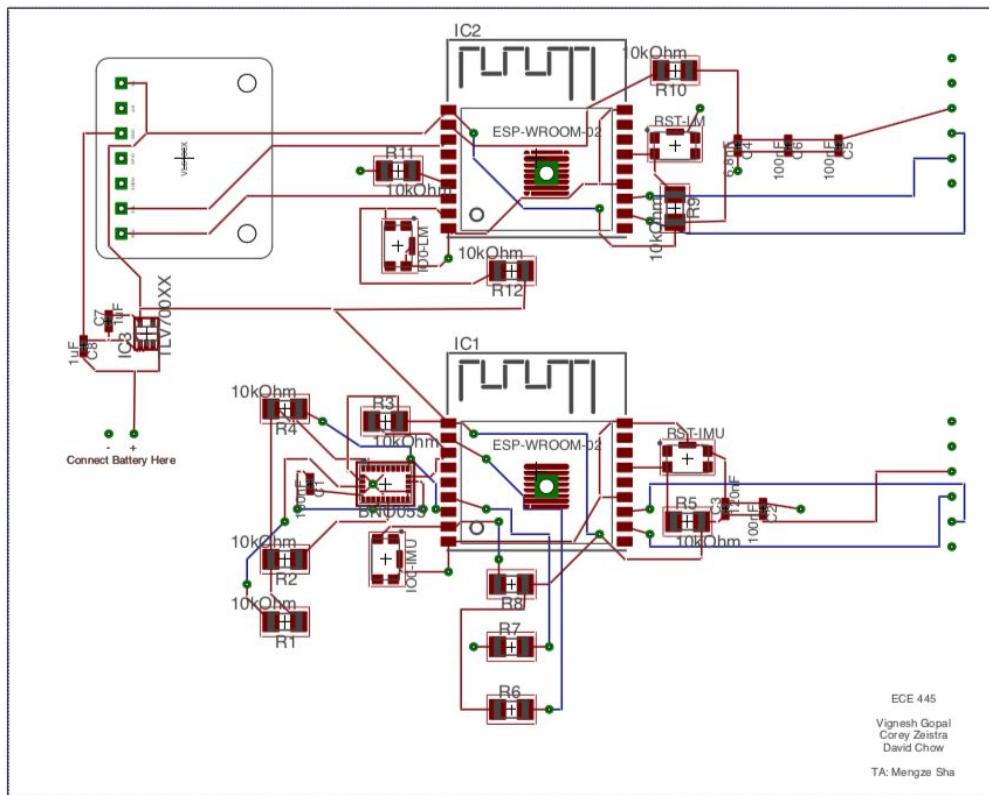 IC2
10kOhm
R10
ESP-WROOM-02
RST-LM
6.8nF
C4
100nF
C6
100nF
C5
R11
10kOhm
R9
10kOhm
IO0-LM
10kOhm
R12
C7
1uF
1uF
C8
IC3
TLV700XX
- +
Connect Battery Here
IC1
10kOhm
R4
R3
10kOhm
ESP-WROOM-02
RST-IMU
100nF
C1
BNO055
R5
10kOhm
C3
120nF
100nF
C2
10kOhm
R2
IO0-IMU
10kOhm
R1
R8
R7
R6
ECE 445
Vignesh Gopal
Corey Zeistra
David Chow
TA: Mengze Sha